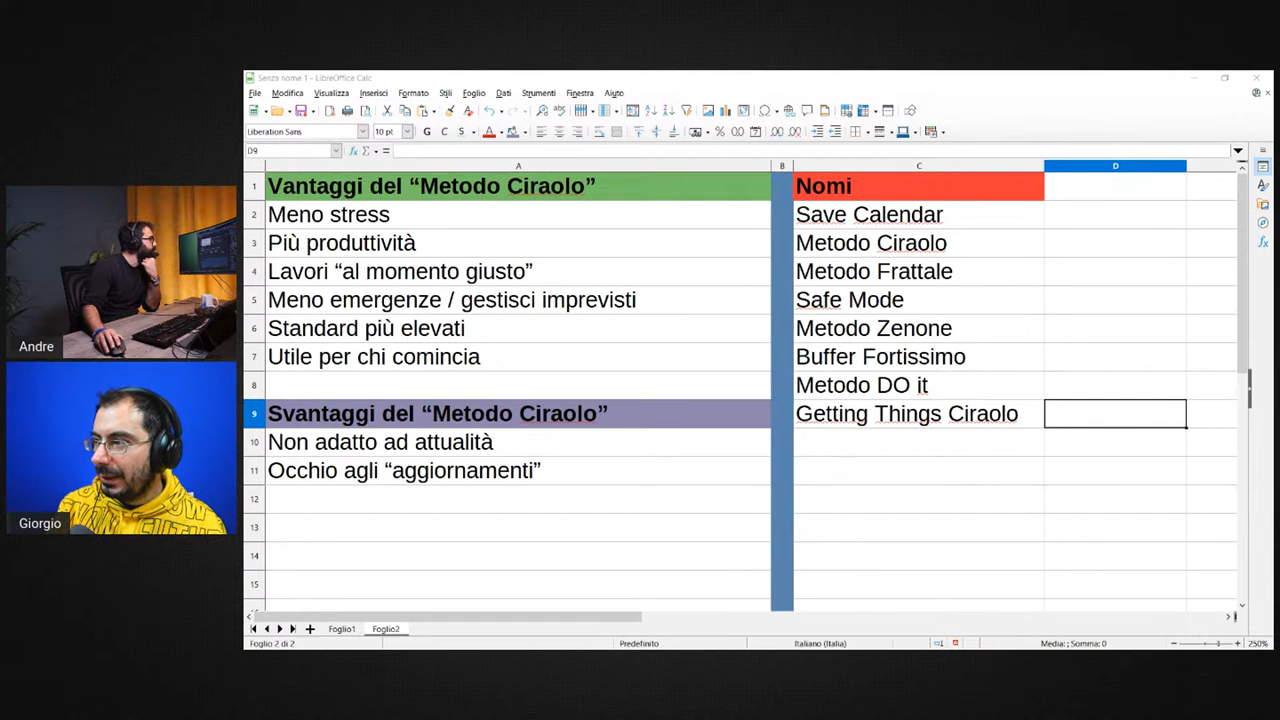 Senza nome 1 - LibreOffice Calc
File Modifica Visualizza Inserisci Formato Stili Foglio Dati Strumenti Finestra Aiuto
Liberation Sans 10 pt G C S
D9
A B C D
1 Vantaggi del “Metodo Ciraolo” Nomi
2 Meno stress Save Calendar
3 Più produttività Metodo Ciraolo
4 Lavori “al momento giusto” Metodo Frattale
5 Meno emergenze / gestisci imprevisti Safe Mode
6 Standard più elevati Metodo Zenone
7 Utile per chi comincia Buffer Fortissimo
8 Metodo DO it
9 Svantaggi del “Metodo Ciraolo” Getting Things Ciraolo
10 Non adatto ad attualità
11 Occhio agli “aggiornamenti”
12
13
14
15
Foglio1 Foglio2
Foglio 2 di 2 Predefinito Italiano (Italia) Media: ; Somma: 0 250%
Andre
Giorgio